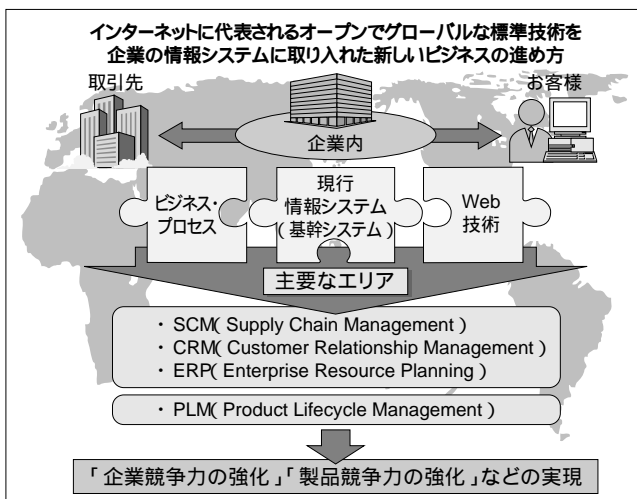 インターネットに代表されるオープンでグローバルな標準技術を
企業の情報システムに取り入れた新しいビジネスの進め方
取引先
お客様
企業内
ビジネス・
プロセス
現行
情報システム
(基幹システム)
Web
技術
主要なエリア
・ SCM( Supply Chain Management )
・ CRM( Customer Relationship Management )
・ ERP( Enterprise Resource Planning )
・ PLM( Product Lifecycle Management )
「企業競争力の強化」「製品競争力の強化」などの実現